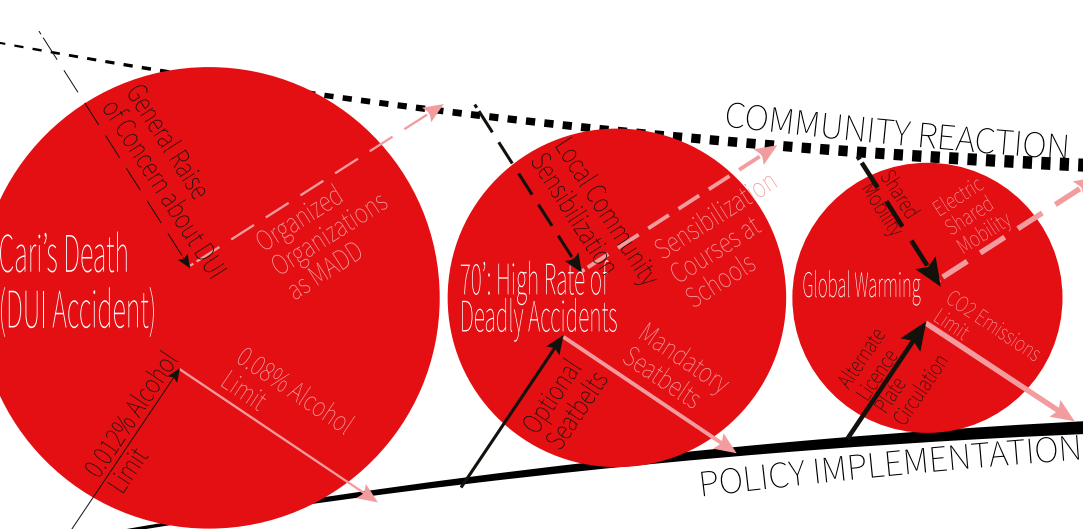 General Raise
of Concern about DUI
Organized
Organizations
as MADD
Cari's Death
(DUI Accident)
0.012% Alcohol
Limit
0.08% Alcohol
Limit
Local Community
Sensibilization
Sensibilization
Courses at
Schools
70': High Rate of
Deadly Accidents
Optional
Seatbelts
Mandatory
Seatbelts
COMMUNITY REACTION
Shared
Mobility
Electric
Shared
Mobility
Global Warming
Alternate
Licence
Plate
Circulation
CO2 Emissions
Limit
POLICY IMPLEMENTATION